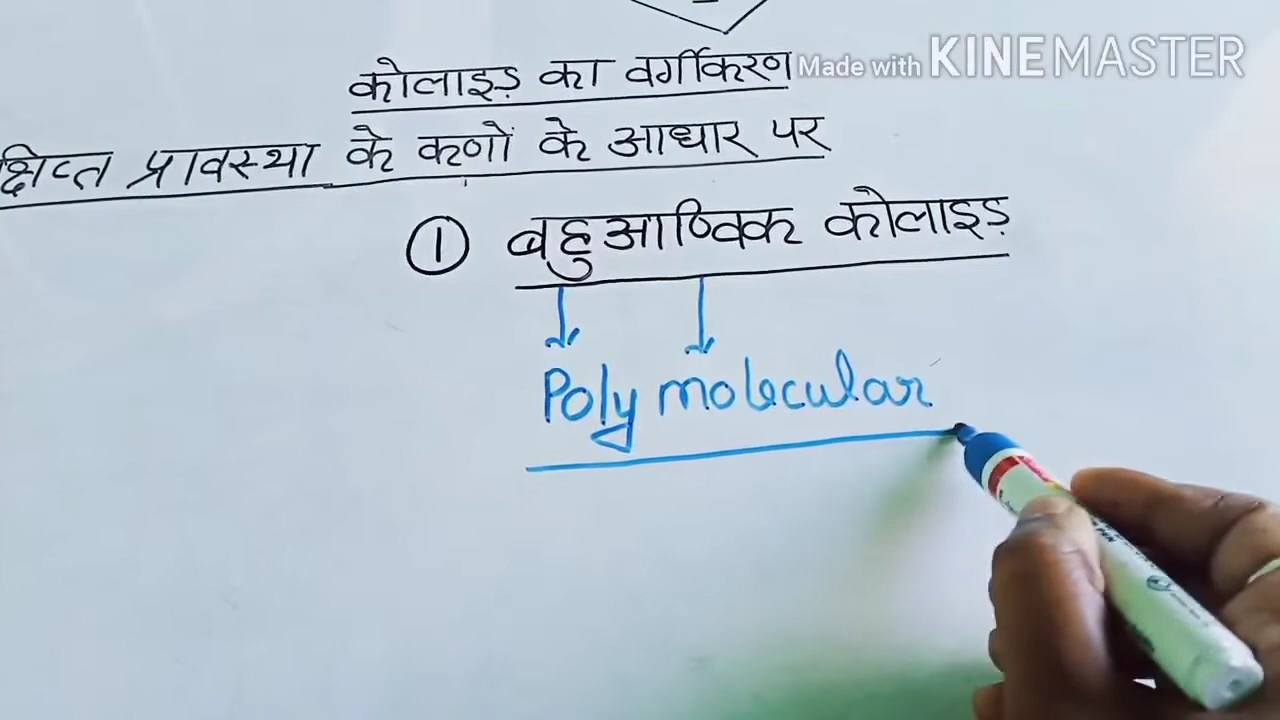 Made with KINEMASTER
कोलाइड़ का वर्गीकरण
क्षिप्त प्रावस्था के कणों के आधार पर
① बहुआण्विक कोलाइड़
Poly molecular